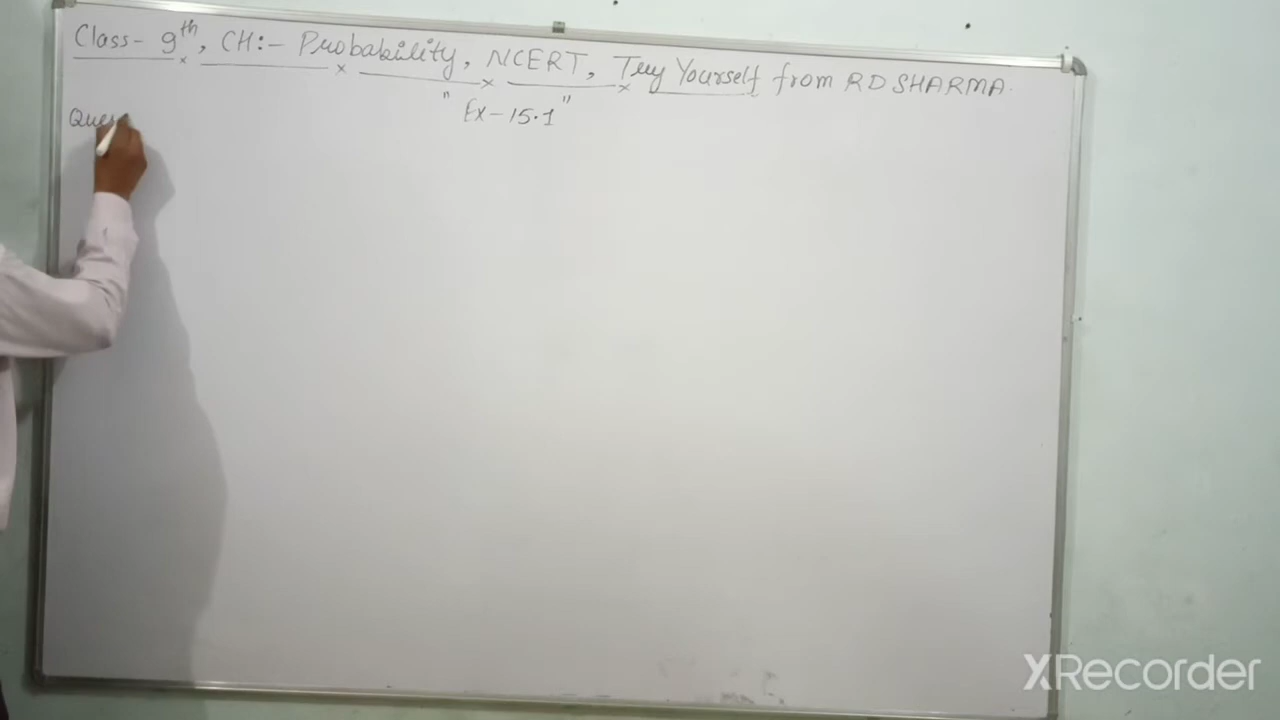 Class- 9th, CH:- Probability, NCERT, Try Yourself from RD SHARMA.
"Ex-15.1"
Ques
XRecorder